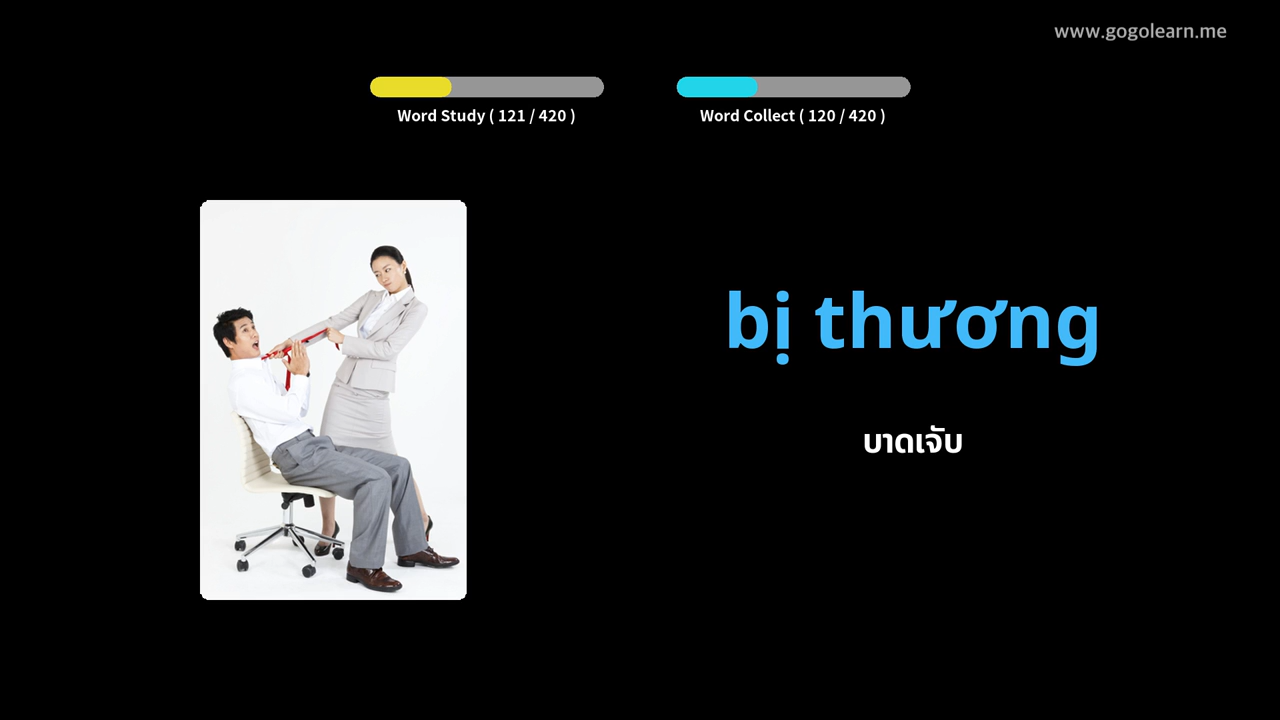 www.gogolearn.me
Word Study ( 121 / 420 )
Word Collect ( 120 / 420 )
bị thương
บาดเจ็บ